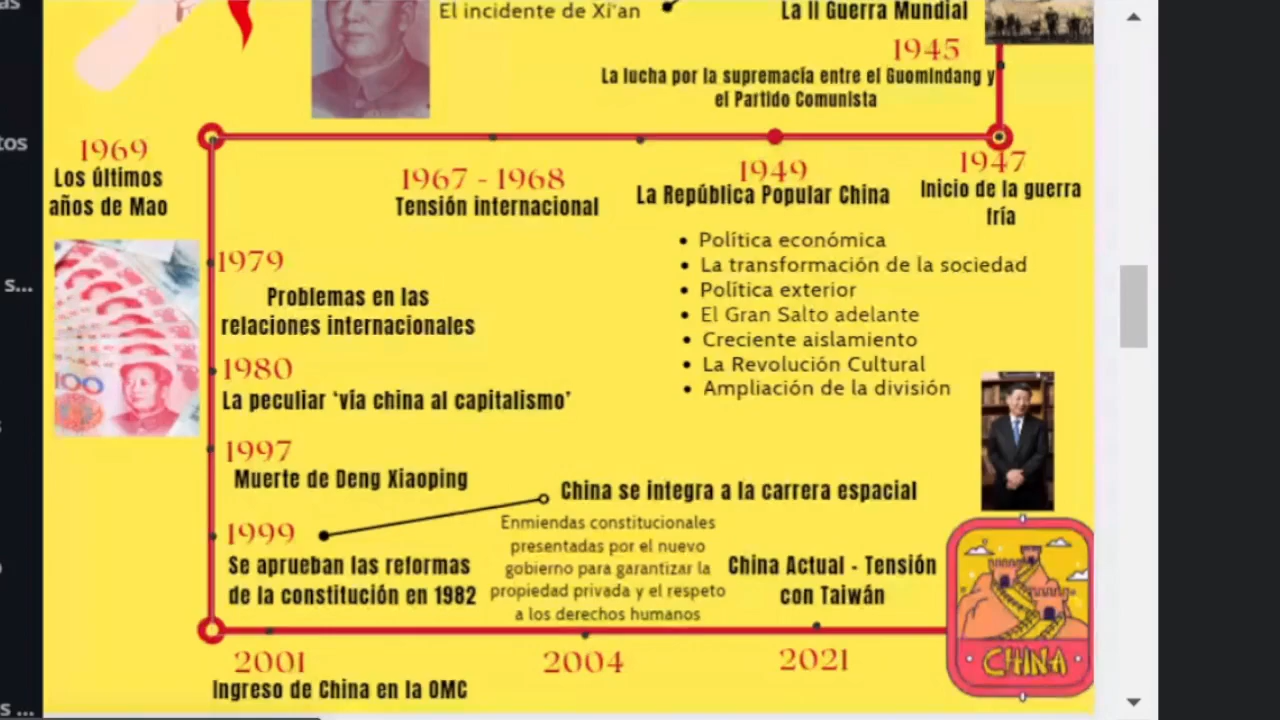 El incidente de Xi'an
La II Guerra Mundial
1945
La lucha por la supremacía entre el Guomindang y
el Partido Comunista
1969
Los últimos
años de Mao
1967 - 1968
Tensión internacional
1949
La República Popular China
1947
Inicio de la guerra
fría
Política económica
La transformación de la sociedad
Política exterior
El Gran Salto adelante
Creciente aislamiento
La Revolución Cultural
Ampliación de la división
1979
Problemas en las
relaciones internacionales
100
1980
La peculiar 'vía china al capitalismo'
1997
Muerte de Deng Xiaoping
China se integra a la carrera espacial
1999
Se aprueban las reformas
de la constitución en 1982
Enmiendas constitucionales
presentadas por el nuevo
gobierno para garantizar la
propiedad privada y el respeto
a los derechos humanos
China Actual - Tensión
con Taiwán
CHINA
2001
Ingreso de China en la OMC
2004
2021